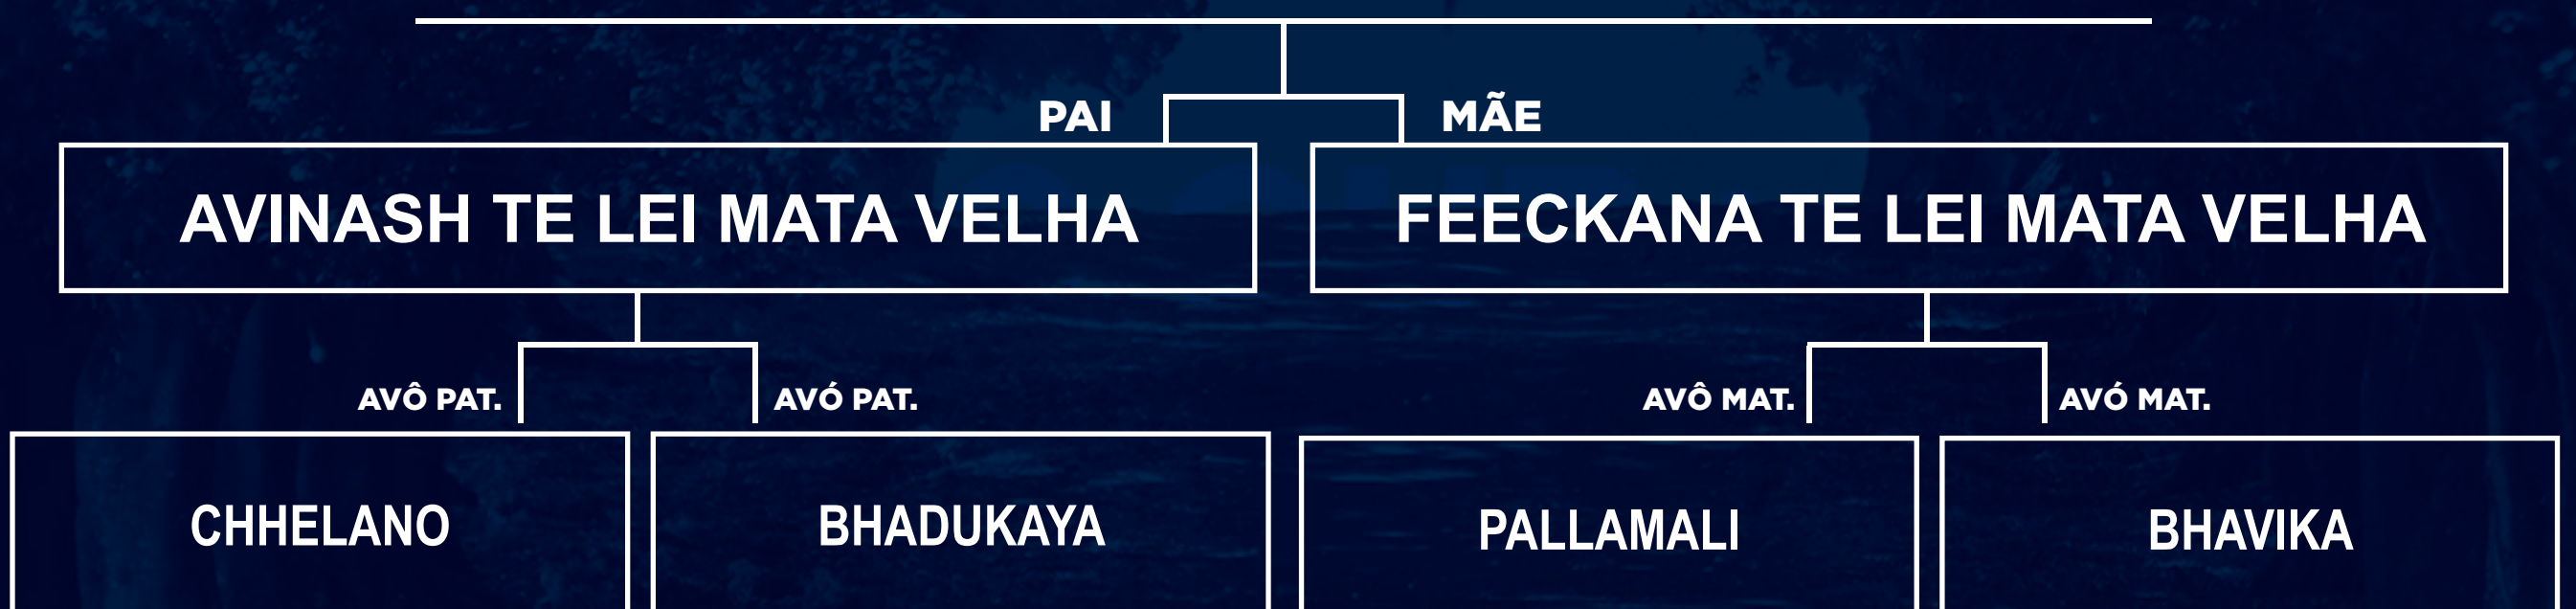 PAI MÃE
AVINASH TE LEI MATA VELHA
FEECKANA TE LEI MATA VELHA
AVÔ PAT. AVÓ PAT. AVÔ MAT. AVÓ MAT.
CHHELANO
BHADUKAYA
PALLAMALI
BHAVIKA